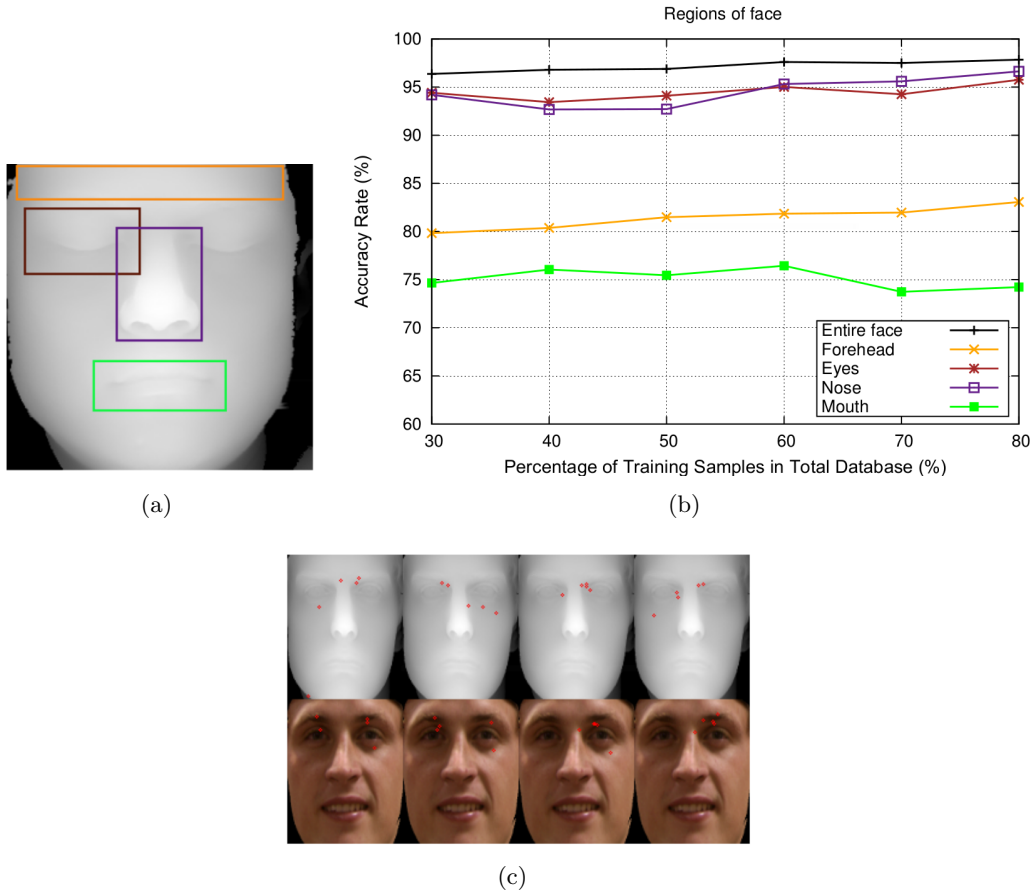 Regions of face
100
95
90
85
80
75
70
65
60
Accuracy Rate (%)
Entire face
Forehead
Eyes
Nose
Mouth
30 40 50 60 70 80
Percentage of Training Samples in Total Database (%)
(a)
(b)
(c)